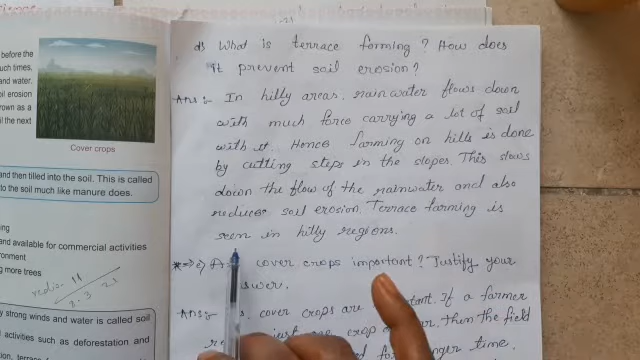 before the
uch times,
and water.
oil erosion
rown as a
il the next
Cover crops
and then tilled into the soil. This is called
to the soil much like manure does.
ing
and available for commercial activities
ronment
g more trees
y strong winds and water is called soil
l activities such as deforestation and
d) What is terrace farming? How does
it prevent soil erosion?
Ans:- In hilly areas, rainwater flows down
with much force carrying a lot of soil
with it. Hence farming on hills is done
by cutting steps in the slopes. This slows
down the flow of the rainwater and also
reduces soil erosion. Terrace farming is
seen in hilly regions.
e) cover crops important? Justify your
swer.
Ans:- cover crops are tant. If a farmer
just one crop then the field
for nger time.